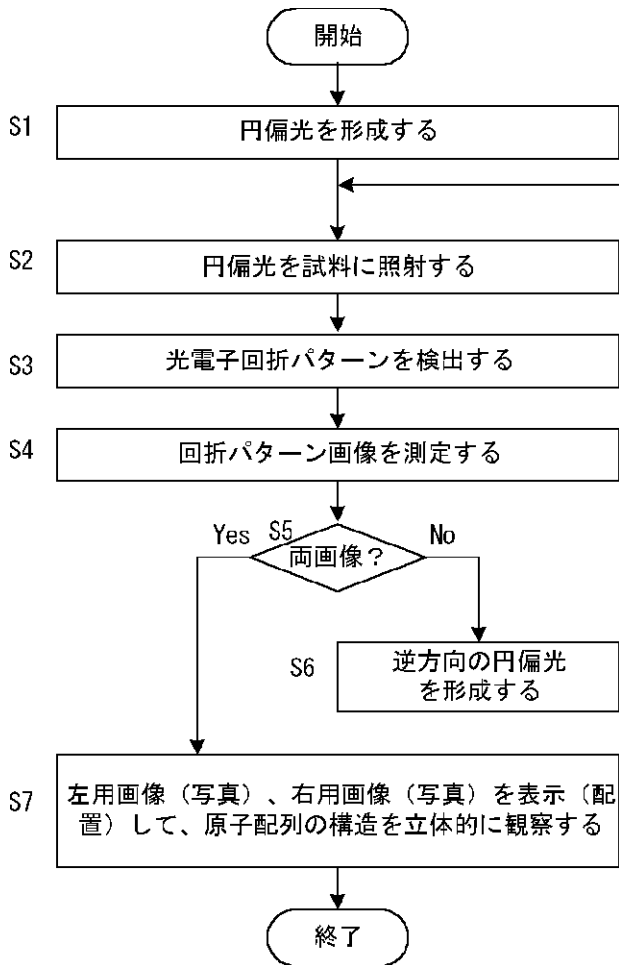 開始
S1
円偏光を形成する
S2
円偏光を試料に照射する
S3
光電子回折パターンを検出する
S4
回折パターン画像を測定する
Yes
S5
No
両画像?
S6
逆方向の円偏光
を形成する
S7
左用画像(写真)、右用画像(写真)を表示(配
置)して、原子配列の構造を立体的に観察する
終了